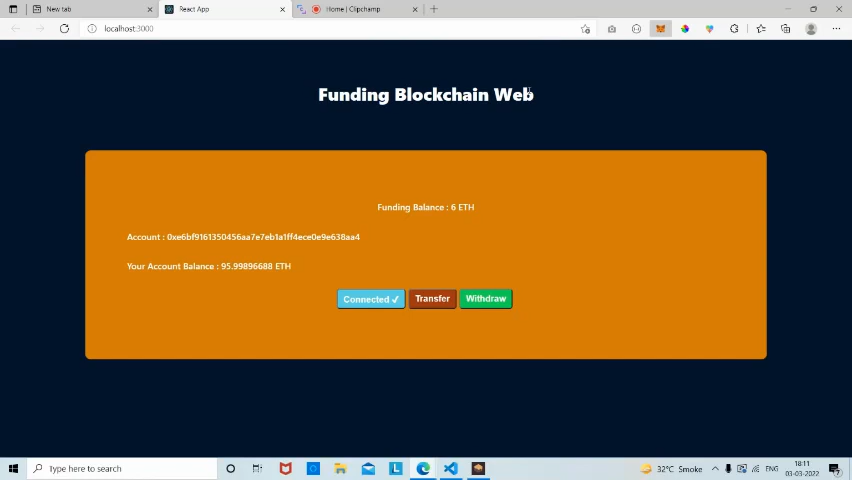 New tab
React App
Home | Clipchamp
localhost:3000
Funding Blockchain Web
Funding Balance : 6 ETH
Account : 0xe6bf9161350456aa7e7eb1a1ff4ece0e9e638aa4
Your Account Balance : 95.99896688 ETH
Connected ✓ Transfer Withdraw
Type here to search
32°C Smoke
ENG
18:11
03-03-2022